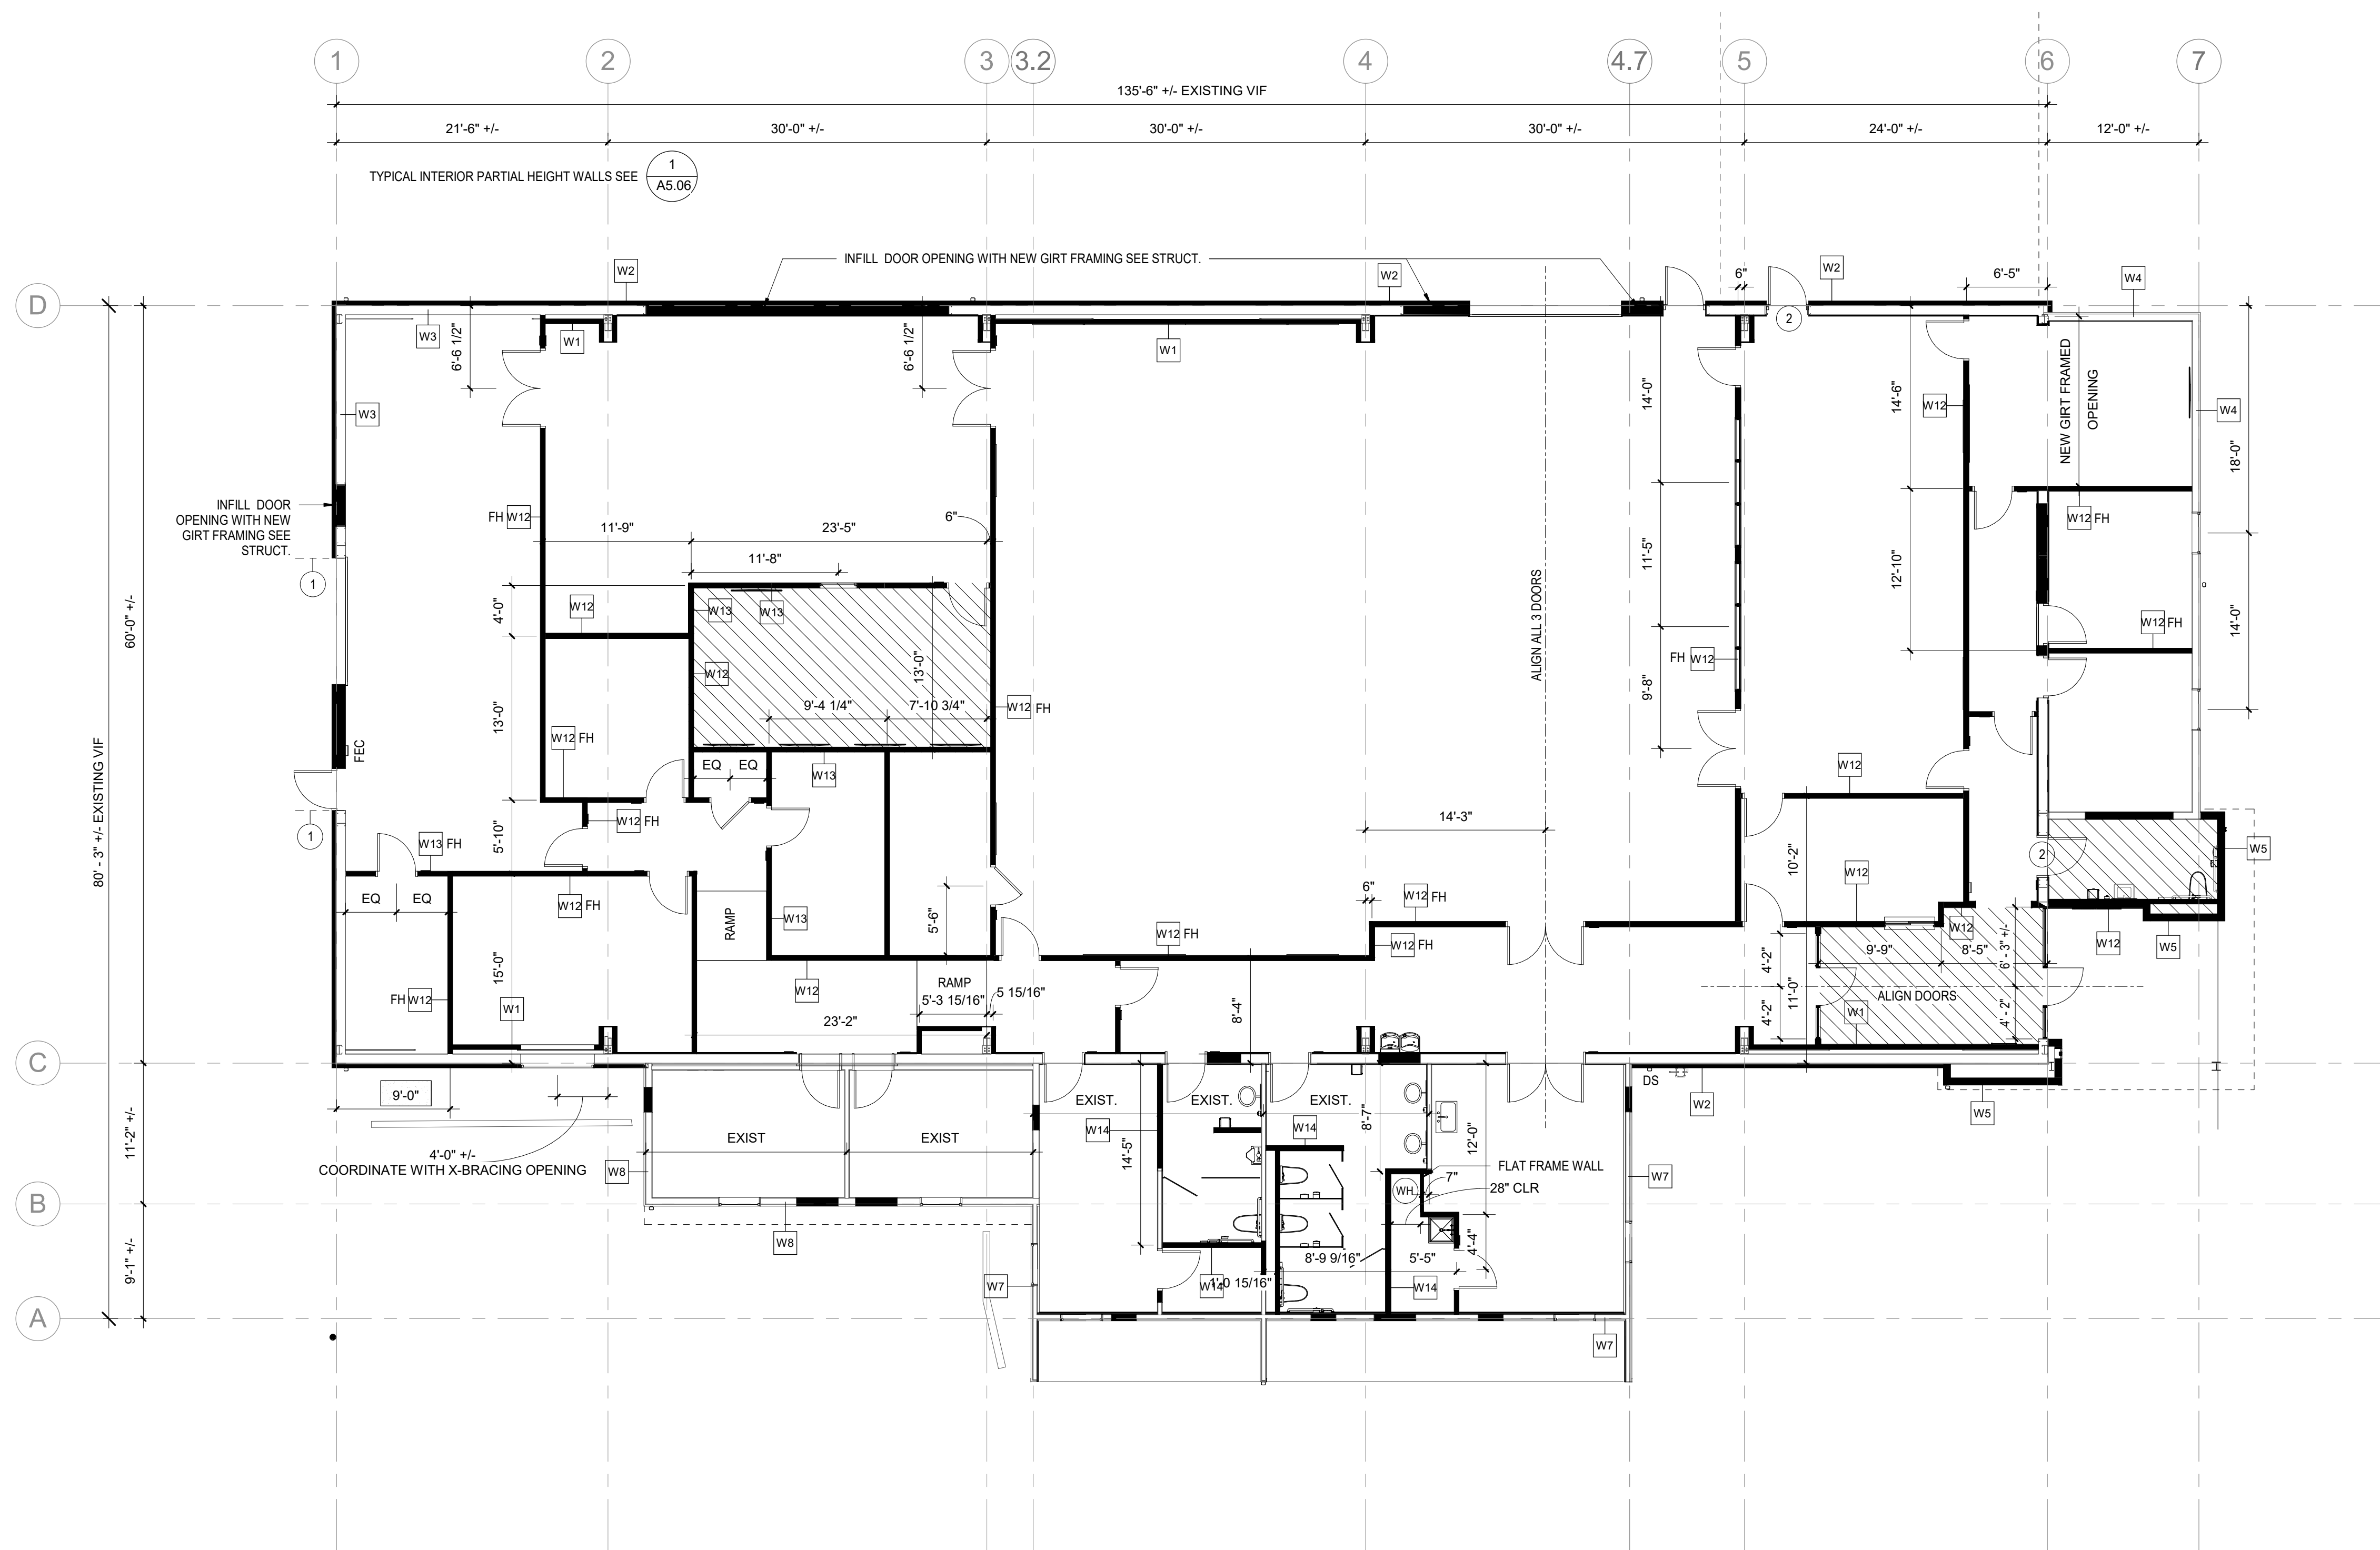 1
2
3
3.2
4
4.7
5
6
7
135'-6" +/- EXISTING VIF
21'-6" +/-
30'-0" +/-
30'-0" +/-
30'-0" +/-
24'-0" +/-
12'-0" +/-
TYPICAL INTERIOR PARTIAL HEIGHT WALLS SEE
1
A5.06
INFILL DOOR OPENING WITH NEW GIRT FRAMING SEE STRUCT.
W2
W2
6"
W2
6'-5"
W4
D
W3
6'-6 1/2"
W1
6'-6 1/2"
W1
2
W3
14'-0"
14'-6"
W12
NEW GIRT FRAMED
OPENING
W4
18'-0"
INFILL DOOR
OPENING WITH NEW
GIRT FRAMING SEE
STRUCT.
FH W12
11'-9"
23'-5"
6"
11'-8"
W12 FH
1
60'-0" +/-
4'-0"
W12
W13
W13
11'-5"
12'-10"
ALIGN ALL 3 DOORS
14'-0"
W12 FH
W12
13'-0"
FH W12
9'-8"
13'-0"
9'-4 1/4"
7'-10 3/4"
W12 FH
W12 FH
FEC
EQ
EQ
W13
W12
80' - 3" +/- EXISTING VIF
1
W12 FH
5'-10"
14'-3"
W13 FH
10'-2"
2
W5
W12
EQ
EQ
W12 FH
RAMP
W13
5'-6"
6"
W12 FH
W12 FH
W12 FH
W12
W12
W5
9'-9"
8'-5"
6' - 3" +/-
4'-2"
11'-0"
ALIGN DOORS
4'-2"
W1
4' - 2"
15'-0"
FH W12
W1
W12
RAMP
5'-3 15/16"
5 15/16"
23'-2"
8'-4"
C
9'-0"
DS
W2
W5
EXIST.
EXIST.
EXIST.
W14
W14
8'-7"
12'-0"
14'-5"
11'-2" +/-
EXIST
EXIST
4'-0" +/-
COORDINATE WITH X-BRACING OPENING
W8
FLAT FRAME WALL
7"
WH
28" CLR
W7
B
W8
4'-4"
8'-9 9/16"
5'-5"
9'-1" +/-
W7
W14
1'-0 15/16"
W14
A
W7